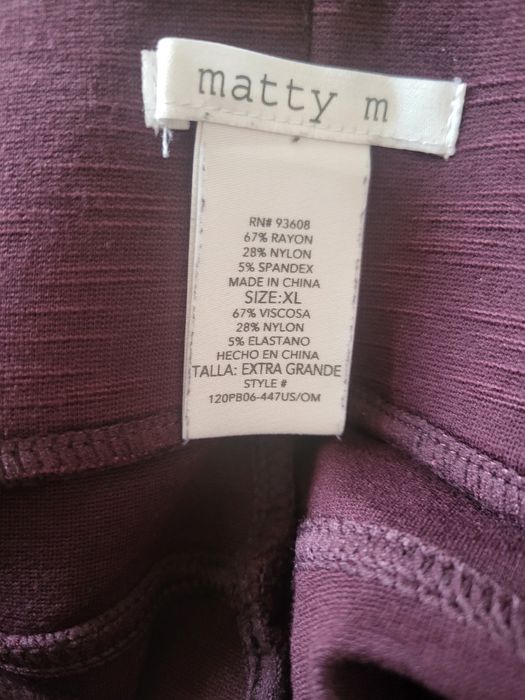 matty m
RN# 93608
67% RAYON
28% NYLON
5% SPANDEX
MADE IN CHINA
SIZE:XL
67% VISCOSA
28% NYLON
5% ELASTANO
HECHO EN CHINA
TALLA: EXTRA GRANDE
STYLE #
120PB06-447US/OM